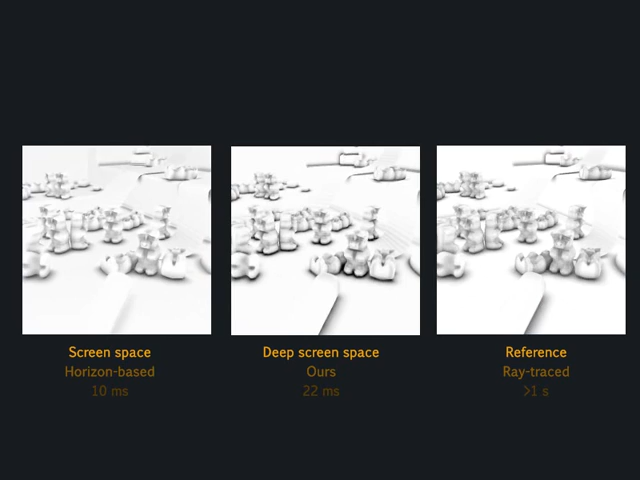 Screen space
Horizon-based
10 ms
Deep screen space
Ours
22 ms
Reference
Ray-traced
>1 s